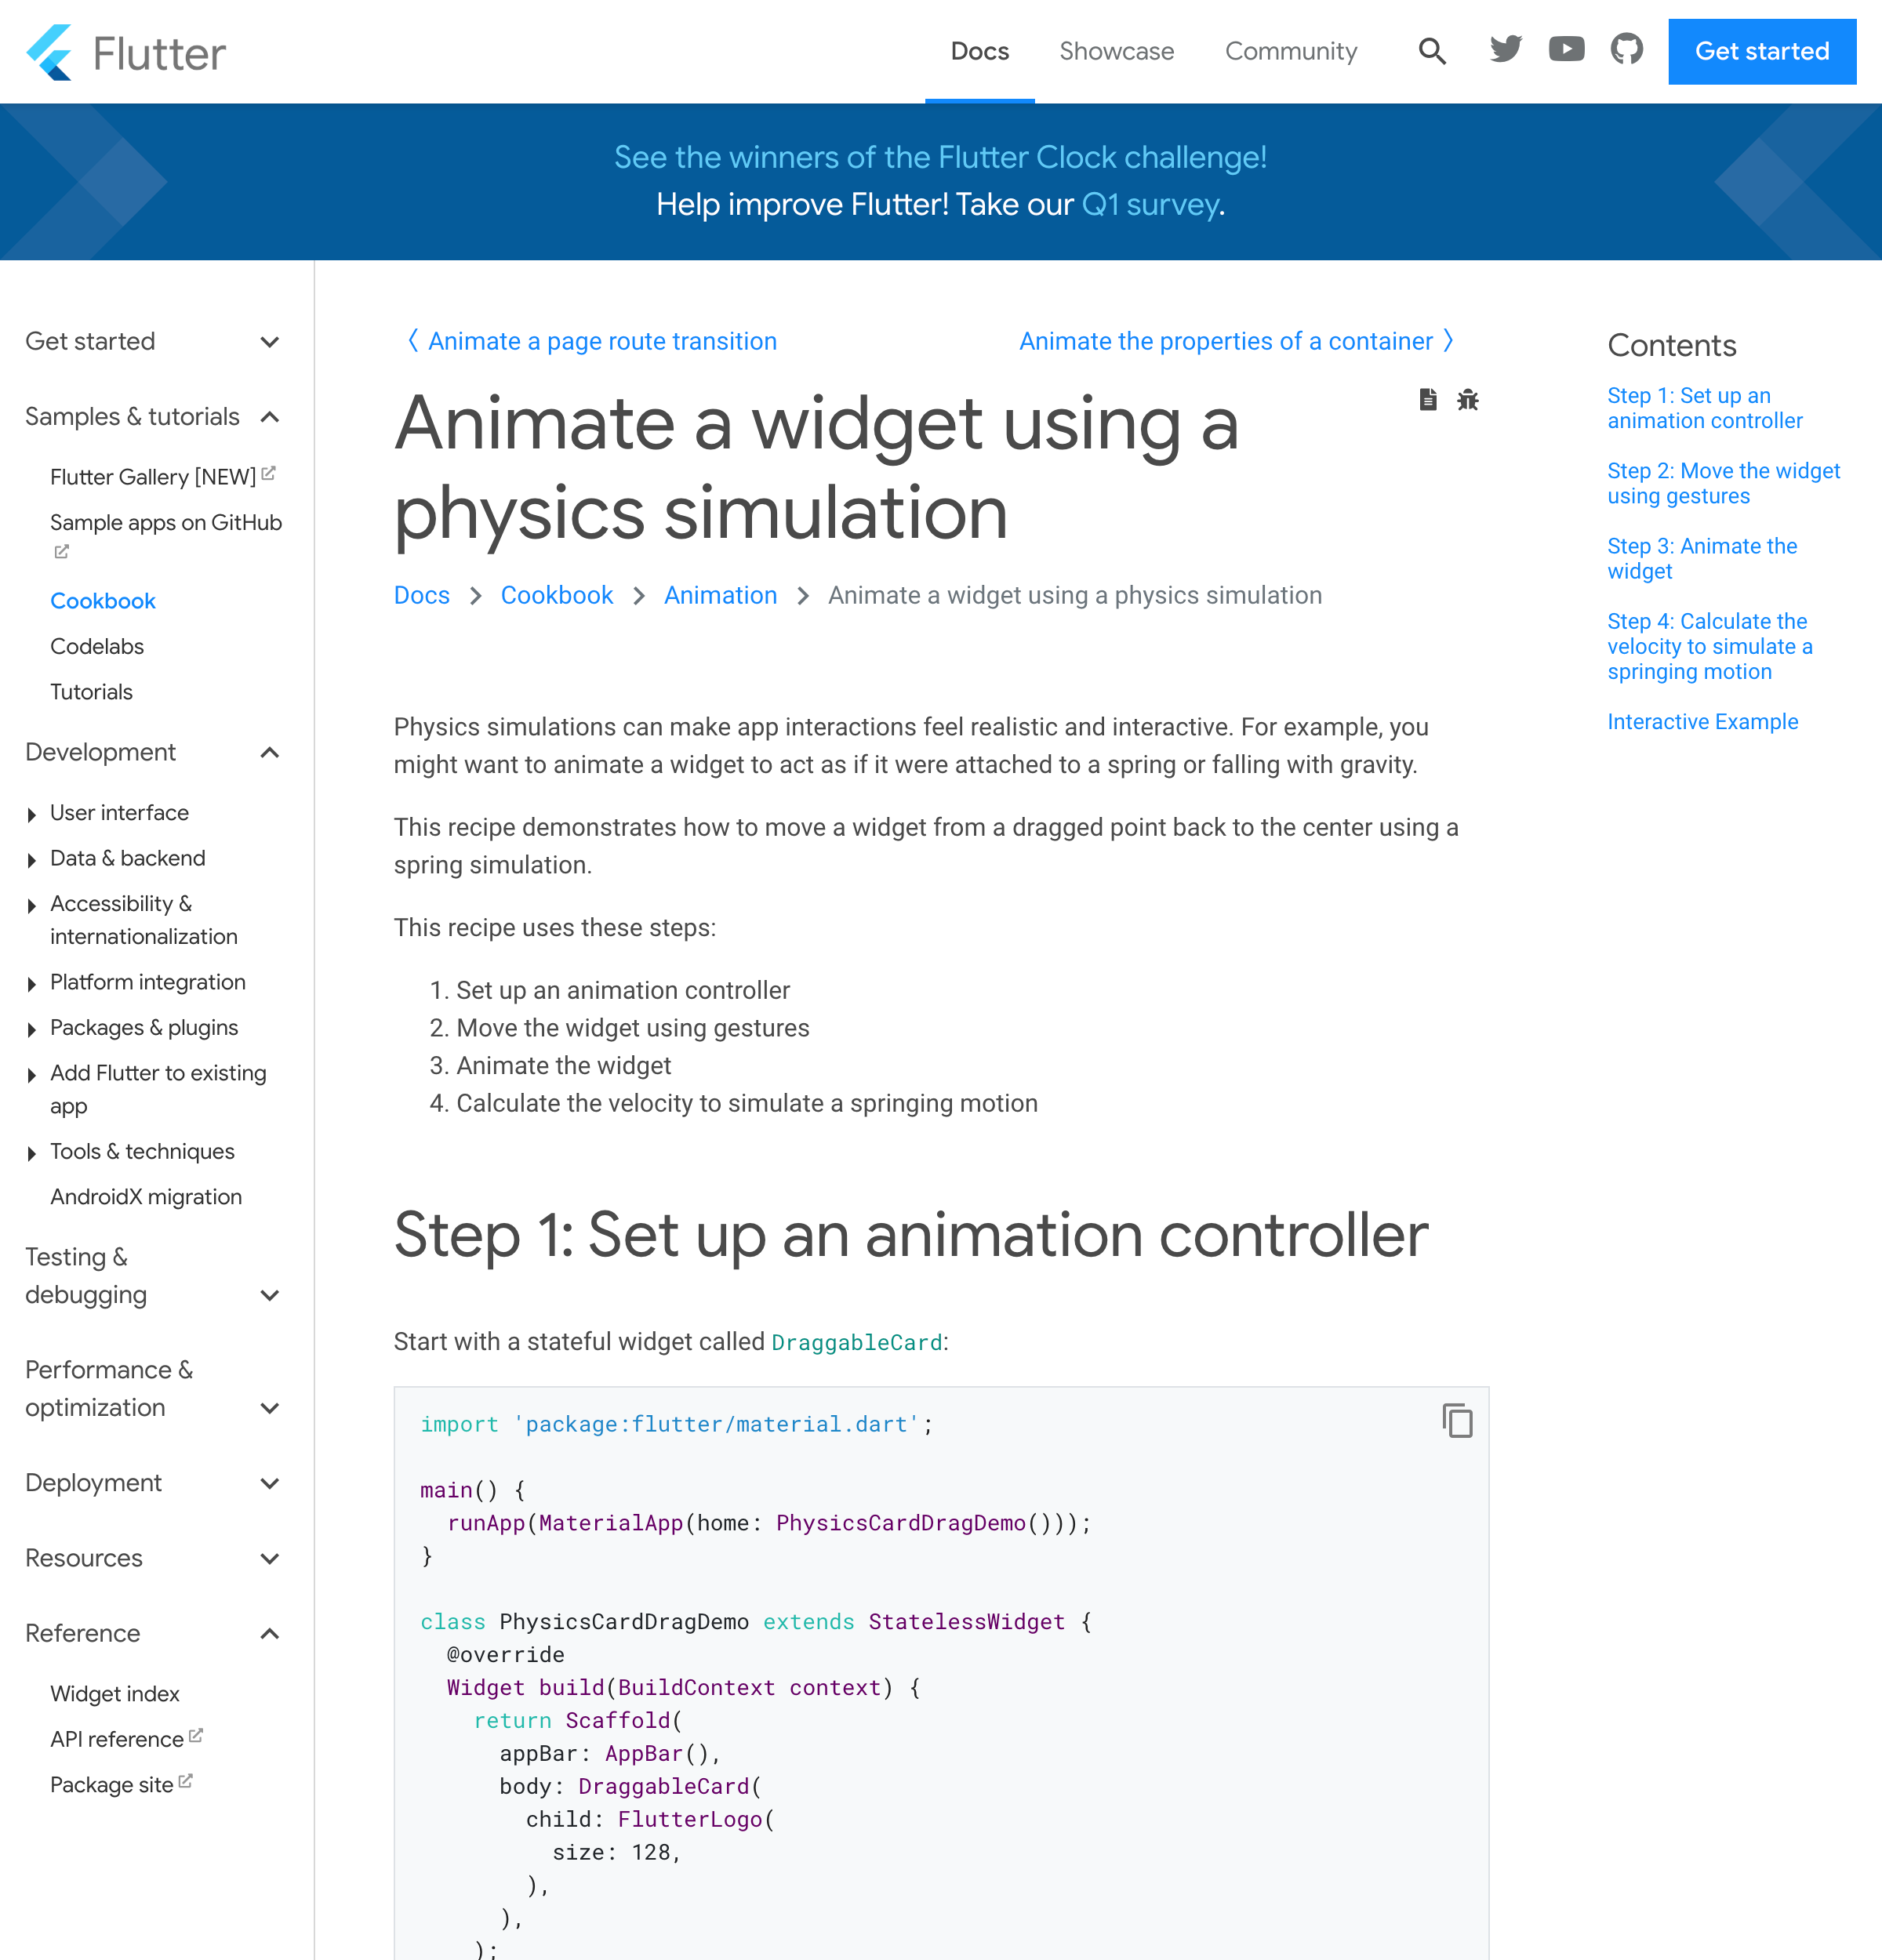 Flutter
Docs
Showcase
Community
Get started
See the winners of the Flutter Clock challenge!
Help improve Flutter! Take our Q1 survey.
Get started
Samples & tutorials
Flutter Gallery [NEW]
Sample apps on GitHub
Cookbook
Codelabs
Tutorials
Development
User interface
Data & backend
Accessibility &
internationalization
Platform integration
Packages & plugins
Add Flutter to existing
app
Tools & techniques
AndroidX migration
Testing &
debugging
Performance &
optimization
Deployment
Resources
Reference
Widget index
API reference
Package site
〈 Animate a page route transition
Animate the properties of a container 〉
Animate a widget using a
physics simulation
Docs > Cookbook > Animation > Animate a widget using a physics simulation
Physics simulations can make app interactions feel realistic and interactive. For example, you
might want to animate a widget to act as if it were attached to a spring or falling with gravity.
This recipe demonstrates how to move a widget from a dragged point back to the center using a
spring simulation.
This recipe uses these steps:
1. Set up an animation controller
2. Move the widget using gestures
3. Animate the widget
4. Calculate the velocity to simulate a springing motion
Step 1: Set up an animation controller
Start with a stateful widget called DraggableCard:
import 'package:flutter/material.dart';
main() {
  runApp(MaterialApp(home: PhysicsCardDragDemo()));
}
class PhysicsCardDragDemo extends StatelessWidget {
  @override
  Widget build(BuildContext context) {
    return Scaffold(
      appBar: AppBar(),
      body: DraggableCard(
        child: FlutterLogo(
          size: 128,
        ),
      ),
    );
Contents
Step 1: Set up an
animation controller
Step 2: Move the widget
using gestures
Step 3: Animate the
widget
Step 4: Calculate the
velocity to simulate a
springing motion
Interactive Example